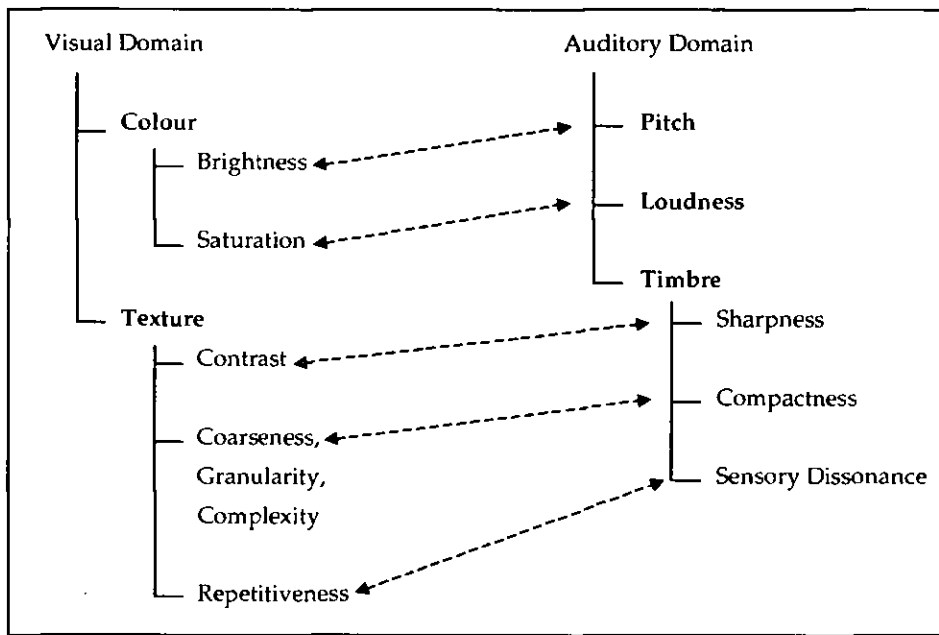 Visual Domain
Colour
Brightness
Saturation
Texture
Contrast
Coarseness,
Granularity,
Complexity
Repetitiveness
Auditory Domain
Pitch
Loudness
Timbre
Sharpness
Compactness
Sensory Dissonance